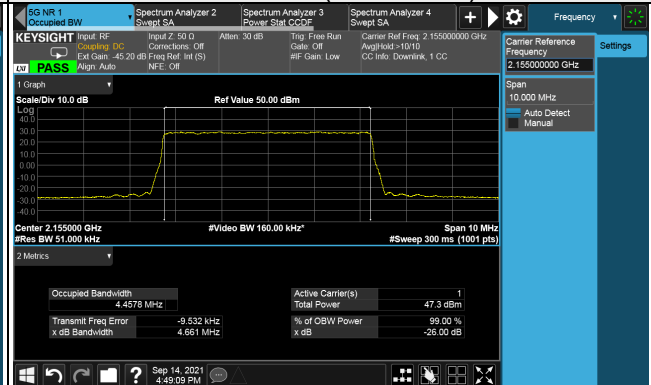 5G NR 1
Occupied BW
Spectrum Analyzer 2
Swept SA
Spectrum Analyzer 3
Power Stat CCDF
Spectrum Analyzer 4
Swept SA
Frequency
KEYSIGHT
LXI PASS
Input: RF
Coupling: DC
Ext Gain: -45.20 dB
Align: Auto
Input Z: 50 Ω
Corrections: Off
Freq Ref: Int (S)
NFE: Off
Atten: 30 dB
Trig: Free Run
Gate: Off
#IF Gain: Low
Carrier Ref Freq: 2.155000000 GHz
Avg|Hold:>10/10
CC Info: Downlink, 1 CC
Carrier Reference
Frequency
2.155000000 GHz
Settings
Span
10.000 MHz
Auto Detect
Manual
1 Graph
Scale/Div 10.0 dB
Ref Value 50.00 dBm
Log
40.0
30.0
20.0
10.0
0.00
-10.0
-20.0
-30.0
-40.0
Center 2.155000 GHz
#Video BW 160.00 kHz*
Span 10 MHz
#Res BW 51.000 kHz
#Sweep 300 ms (1001 pts)
2 Metrics
Occupied Bandwidth
4.4578 MHz
Active Carrier(s) 1
Total Power 47.3 dBm
Transmit Freq Error -9.532 kHz
x dB Bandwidth 4.661 MHz
% of OBW Power 99.00 %
x dB -26.00 dB
?
Sep 14, 2021
4:49:09 PM